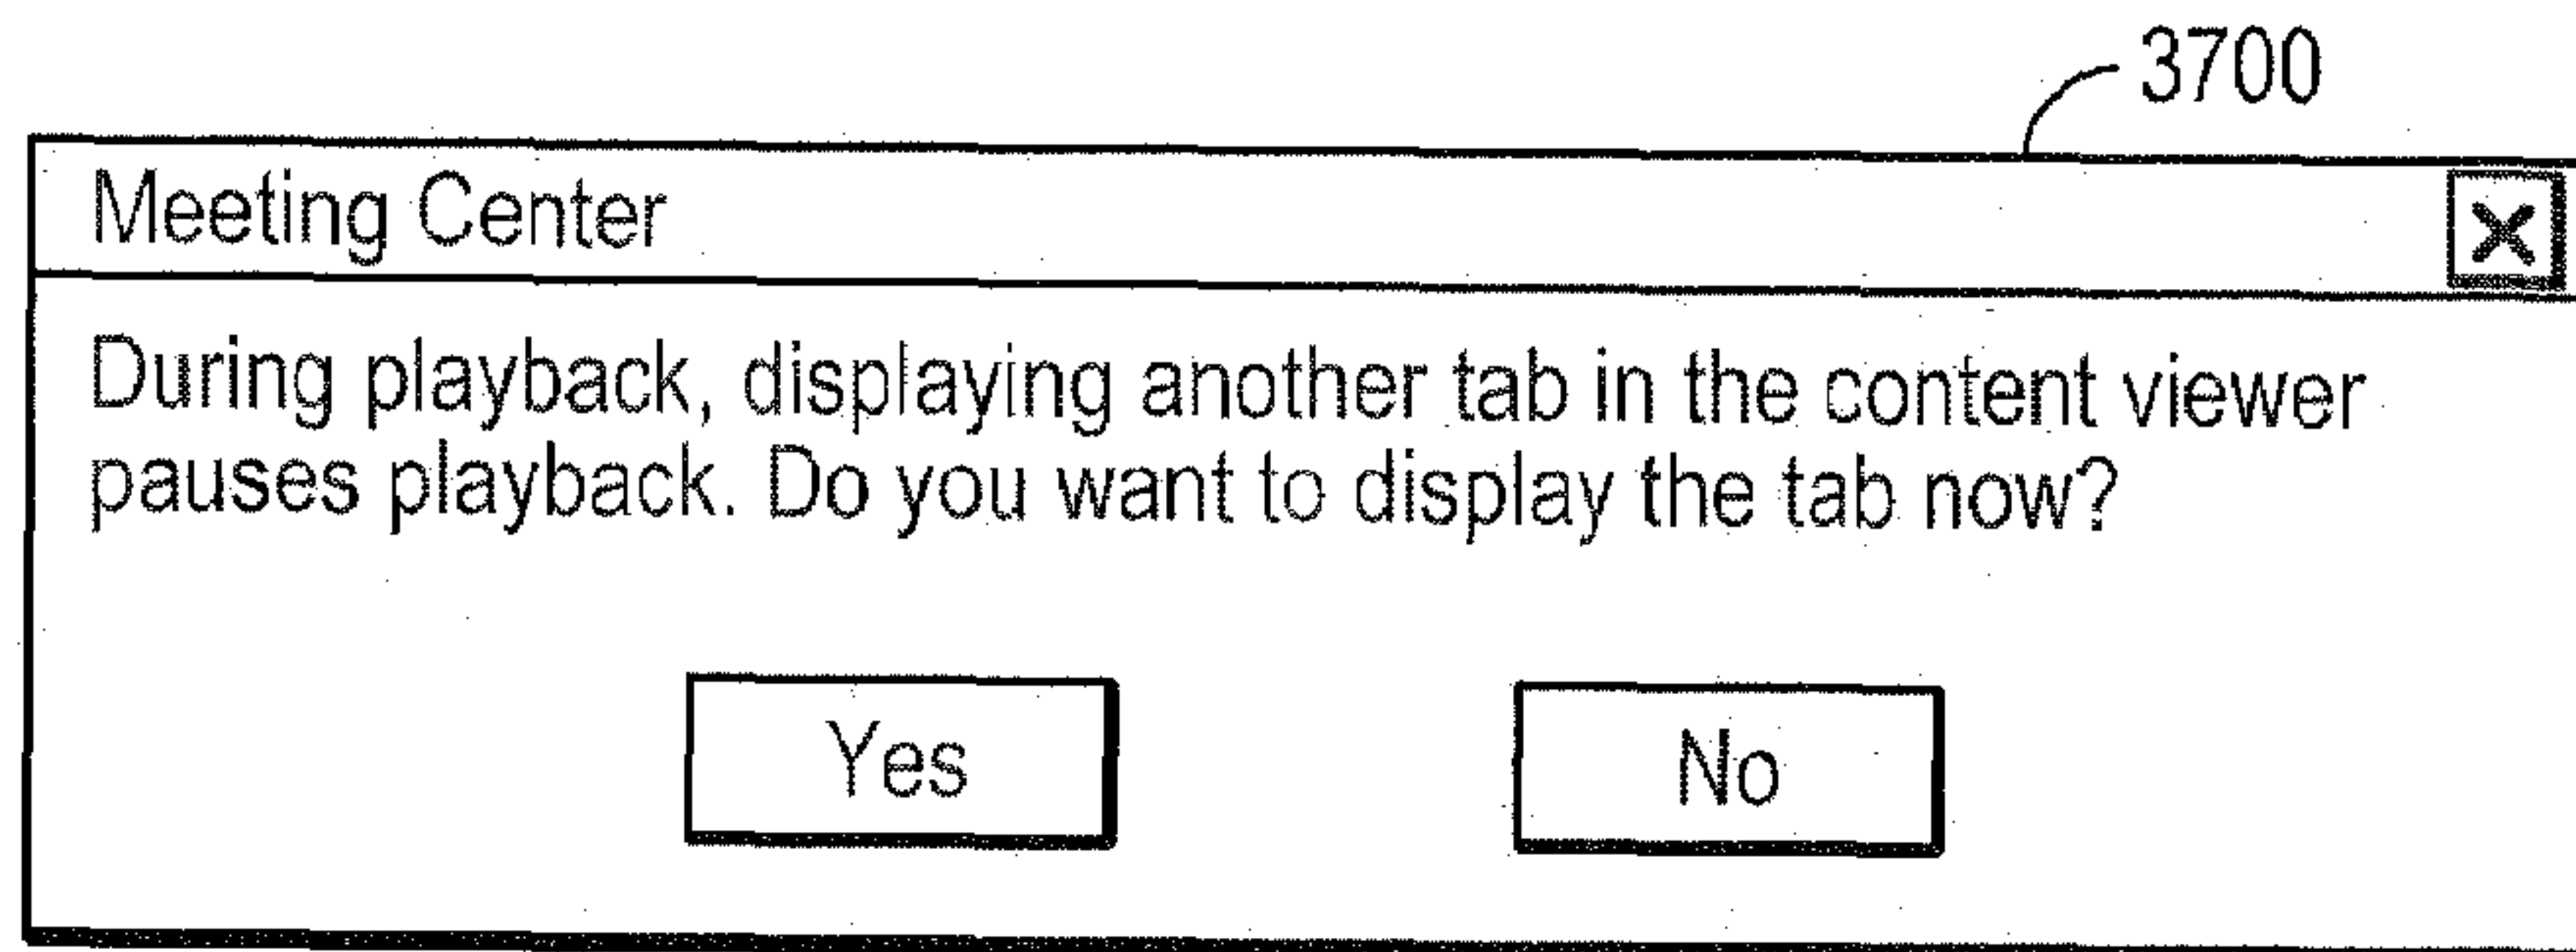 3700
Meeting Center
During playback, displaying another tab in the content viewer
pauses playback. Do you want to display the tab now?
Yes
No